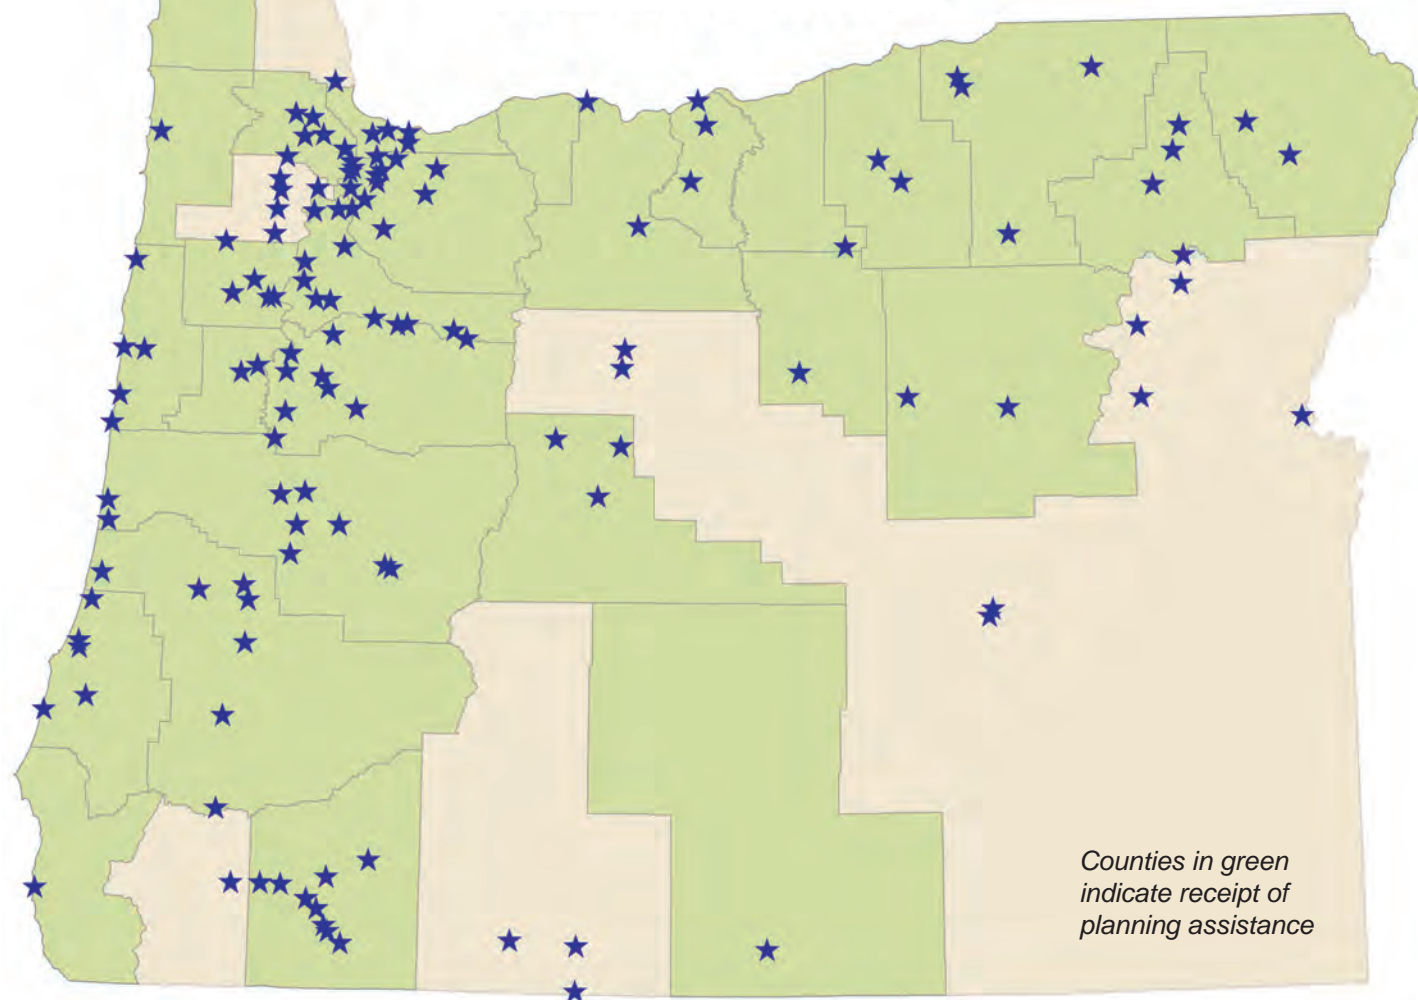 Counties in green
indicate receipt of
planning assistance